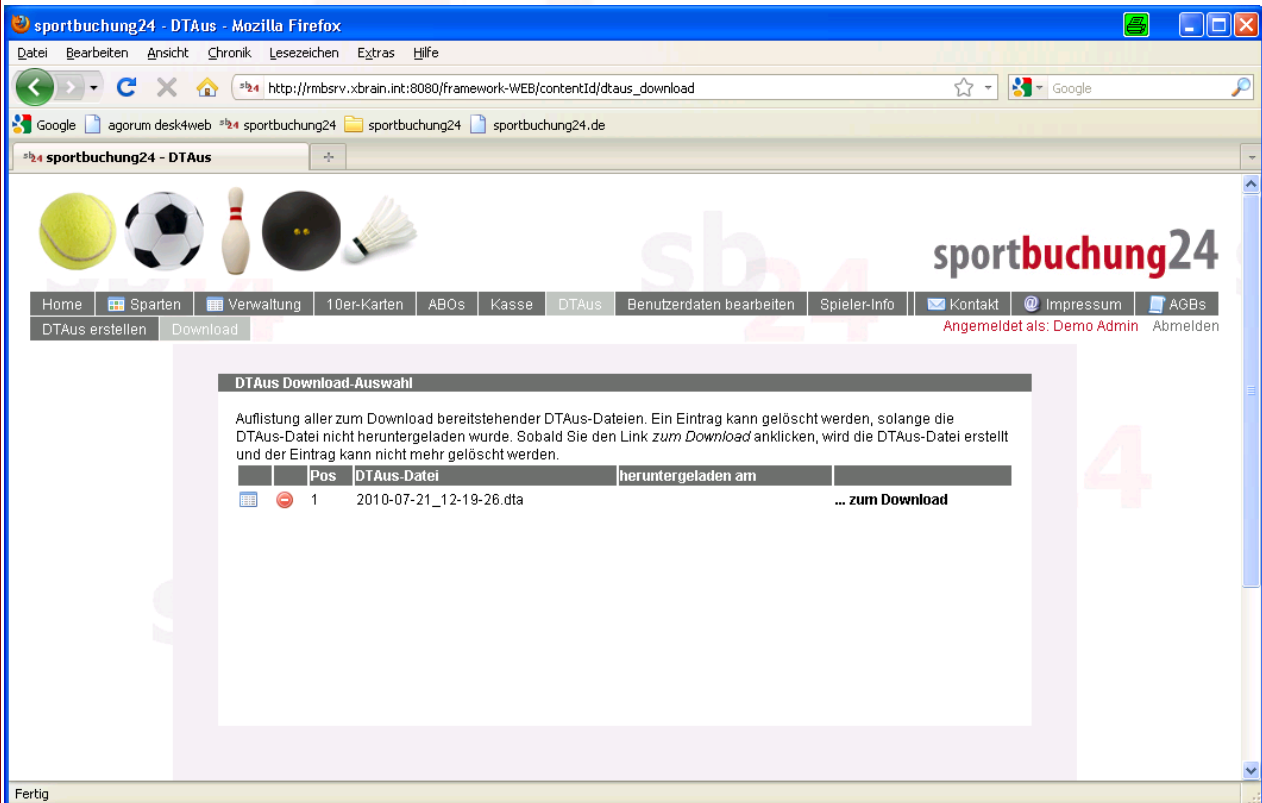 sportbuchung24 - DTAus - Mozilla Firefox
Datei Bearbeiten Ansicht Chronik Lesezeichen Extras Hilfe
sb24 http://rmbsrv.xbrain.int:8080/framework-WEB/contentId/dtaus_download Google
Google agorum desk4web sb24 sportbuchung24 sportbuchung24 sportbuchung24.de
sb24 sportbuchung24 - DTAus
sb24
sportbuchung24
Home Sparten Verwaltung 10er-Karten ABOs Kasse DTAus Benutzerdaten bearbeiten Spieler-Info Kontakt Impressum AGBs
DTAus erstellen Download Angemeldet als: Demo Admin Abmelden
DTAus Download-Auswahl
Auflistung aller zum Download bereitstehender DTAus-Dateien. Ein Eintrag kann gelöscht werden, solange die
DTAus-Datei nicht heruntergeladen wurde. Sobald Sie den Link zum Download anklicken, wird die DTAus-Datei erstellt
und der Eintrag kann nicht mehr gelöscht werden.
Pos DTAus-Datei heruntergeladen am
1 2010-07-21_12-19-26.dta ... zum Download
Fertig